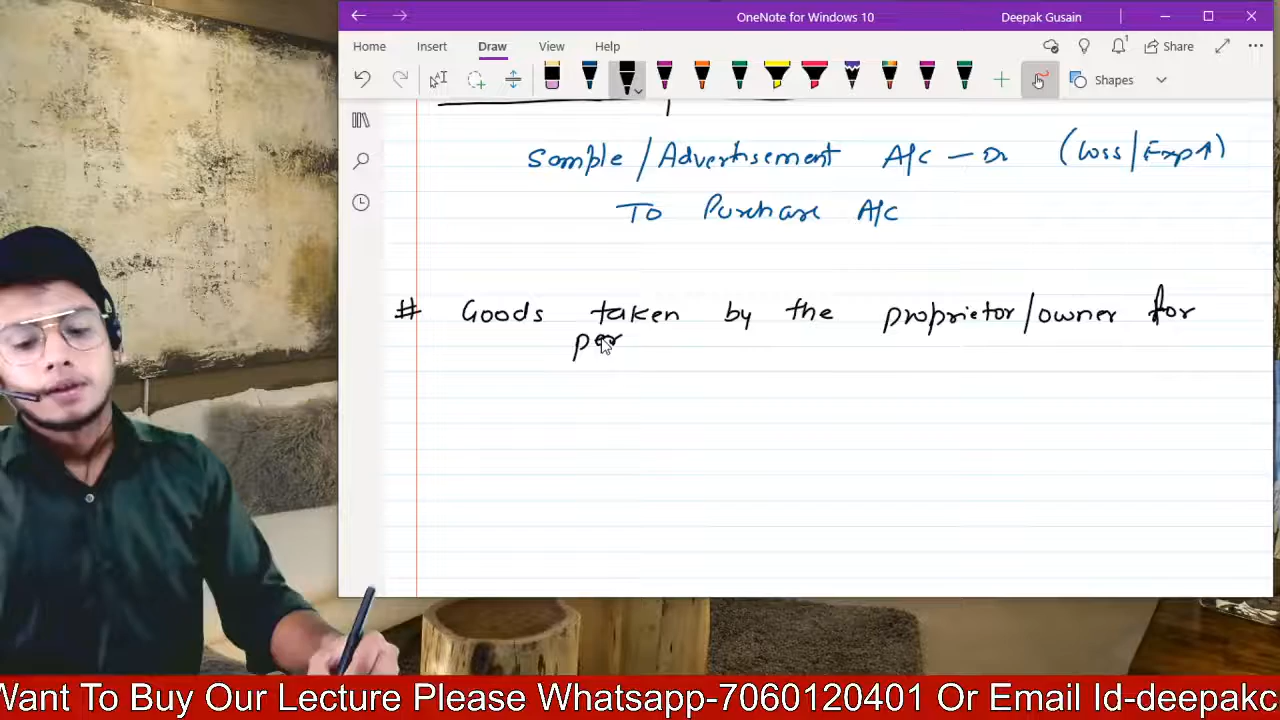 OneNote for Windows 10
Deepak Gusain
Home Insert Draw View Help
Share
Shapes
Sample/Advertisement A/c - Dr (Loss/Exp↑)
To Purchase A/c
# Goods taken by the proprietor/owner for
per
Want To Buy Our Lecture Please Whatsapp-7060120401 Or Email Id-deepakc